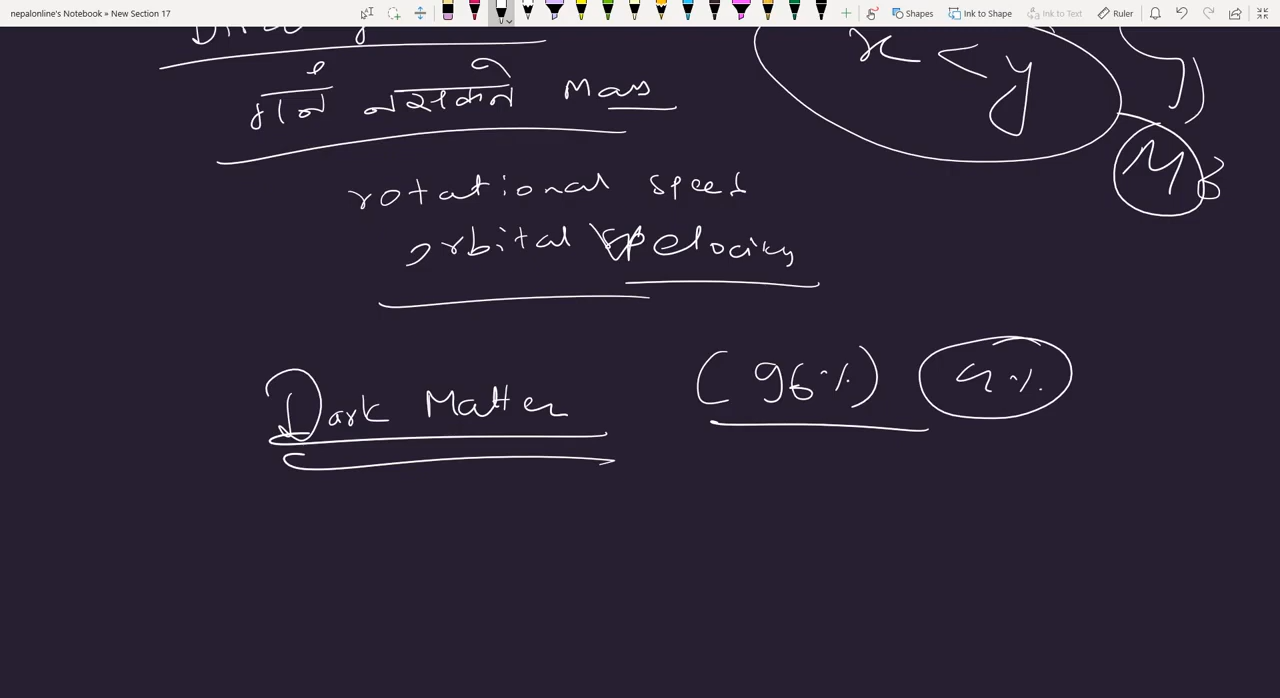 nepalonline's Notebook » New Section 17
Shapes Ink to Shape Ink to Text Ruler
x < y
Mass
M
rotational speed
orbital velocity
Dark Matter (96%) 4%